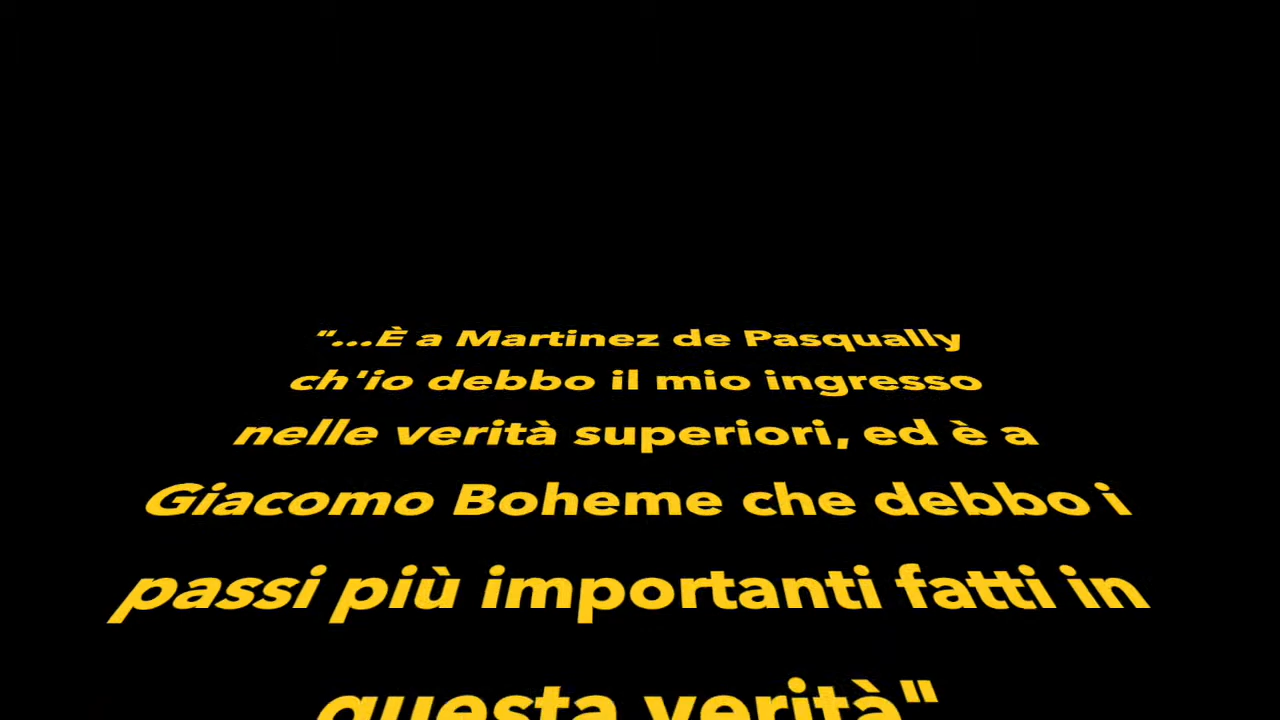 "...È a Martinez de Pasqually
ch'io debbo il mio ingresso
nelle verità superiori, ed è a
Giacomo Boheme che debbo i
passi più importanti fatti in
questa verità"